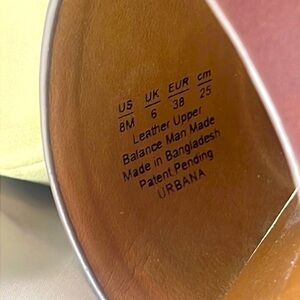 US UK EUR cm
8M 6 38 25
Leather Upper
Balance Man Made
Made in Bangladesh
Patent Pending
URBANA